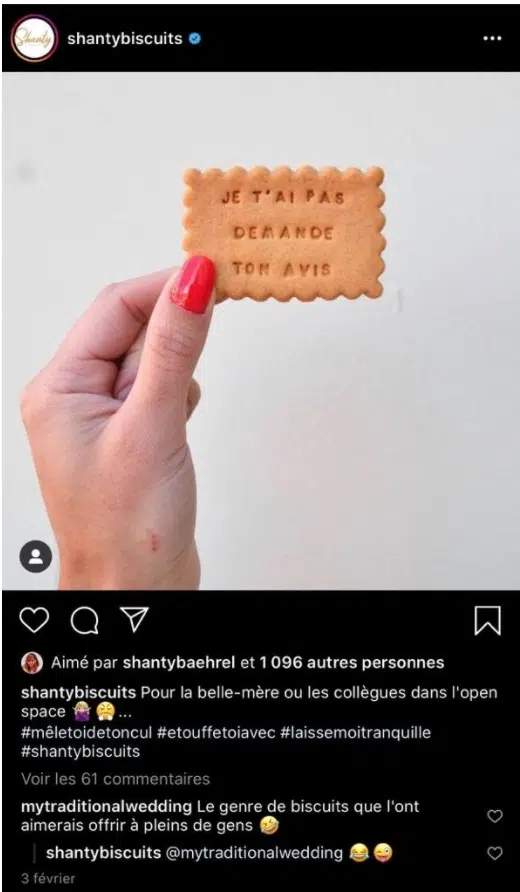 Shanty
shantybiscuits
JE T'AI PAS
DEMANDE
TON AVIS
Aimé par shantybaehrel et 1 096 autres personnes
shantybiscuits Pour la belle-mère ou les collègues dans l'open
space 🙅🏼‍♀️😤...
#mêletoidetoncul #etouffetoiavec #laissemoitranquille
#shantybiscuits
Voir les 61 commentaires
mytraditionalwedding Le genre de biscuits que l'ont
aimerais offrir à pleins de gens 🤣
shantybiscuits @mytraditionalwedding 😂😜
3 février